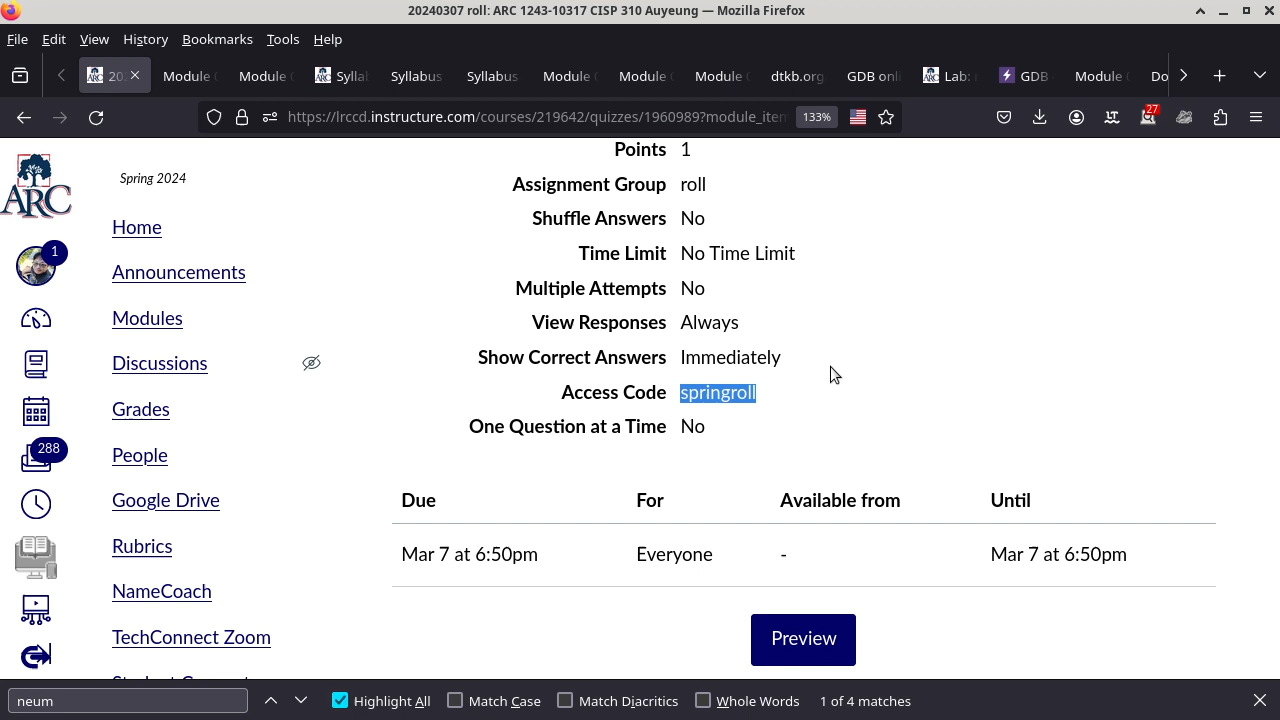 20240307 roll: ARC 1243-10317 CISP 310 Auyeung — Mozilla Firefox
File Edit View History Bookmarks Tools Help
20 Module Module Sylla Syllabus Syllabus Module Module Module dtkb.org GDB onli Lab: GDB Module Do
https://lrccd.instructure.com/courses/219642/quizzes/1960989?module_item 133% 27
ARC
Spring 2024
Home
1
Announcements
Modules
Discussions
Grades
People
288
Google Drive
Rubrics
NameCoach
TechConnect Zoom
Points 1
Assignment Group roll
Shuffle Answers No
Time Limit No Time Limit
Multiple Attempts No
View Responses Always
Show Correct Answers Immediately
Access Code springroll
One Question at a Time No
Due For Available from Until
Mar 7 at 6:50pm Everyone - Mar 7 at 6:50pm
Preview
neum Highlight All Match Case Match Diacritics Whole Words 1 of 4 matches